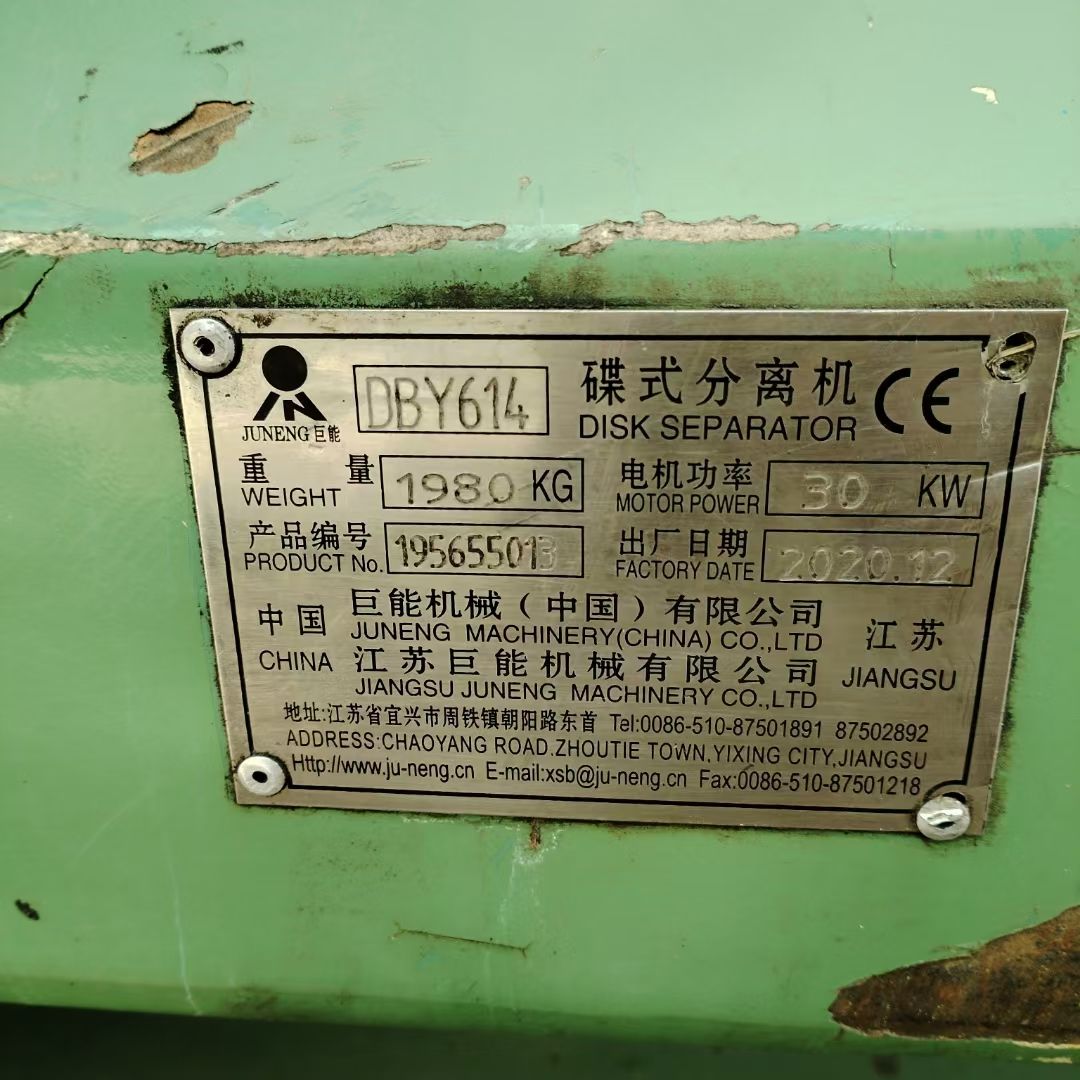 JUNENG巨能
DBY614
碟式分离机
DISK SEPARATOR
CE
重量 1980 KG
WEIGHT
电机功率 30 KW
MOTOR POWER
产品编号 195655013
PRODUCT No.
出厂日期 2020.12
FACTORY DATE
中国 巨能机械(中国)有限公司 江苏
JUNENG MACHINERY(CHINA) CO.,LTD
CHINA 江苏巨能机械有限公司 JIANGSU
JIANGSU JUNENG MACHINERY CO.,LTD
地址:江苏省宜兴市周铁镇朝阳路东首 Tel:0086-510-87501891 87502892
ADDRESS:CHAOYANG ROAD.ZHOUTIE TOWN,YIXING CITY,JIANGSU
Http://www.ju-neng.cn E-mail:xsb@ju-neng.cn Fax:0086-510-87501218